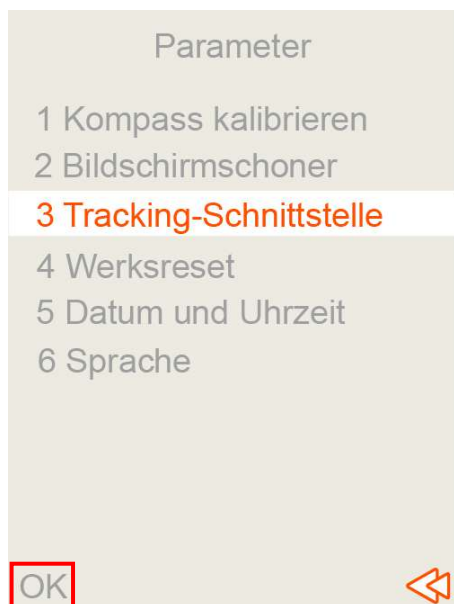 Parameter
1 Kompass kalibrieren
2 Bildschirmschoner
3 Tracking-Schnittstelle
4 Werksreset
5 Datum und Uhrzeit
6 Sprache
OK